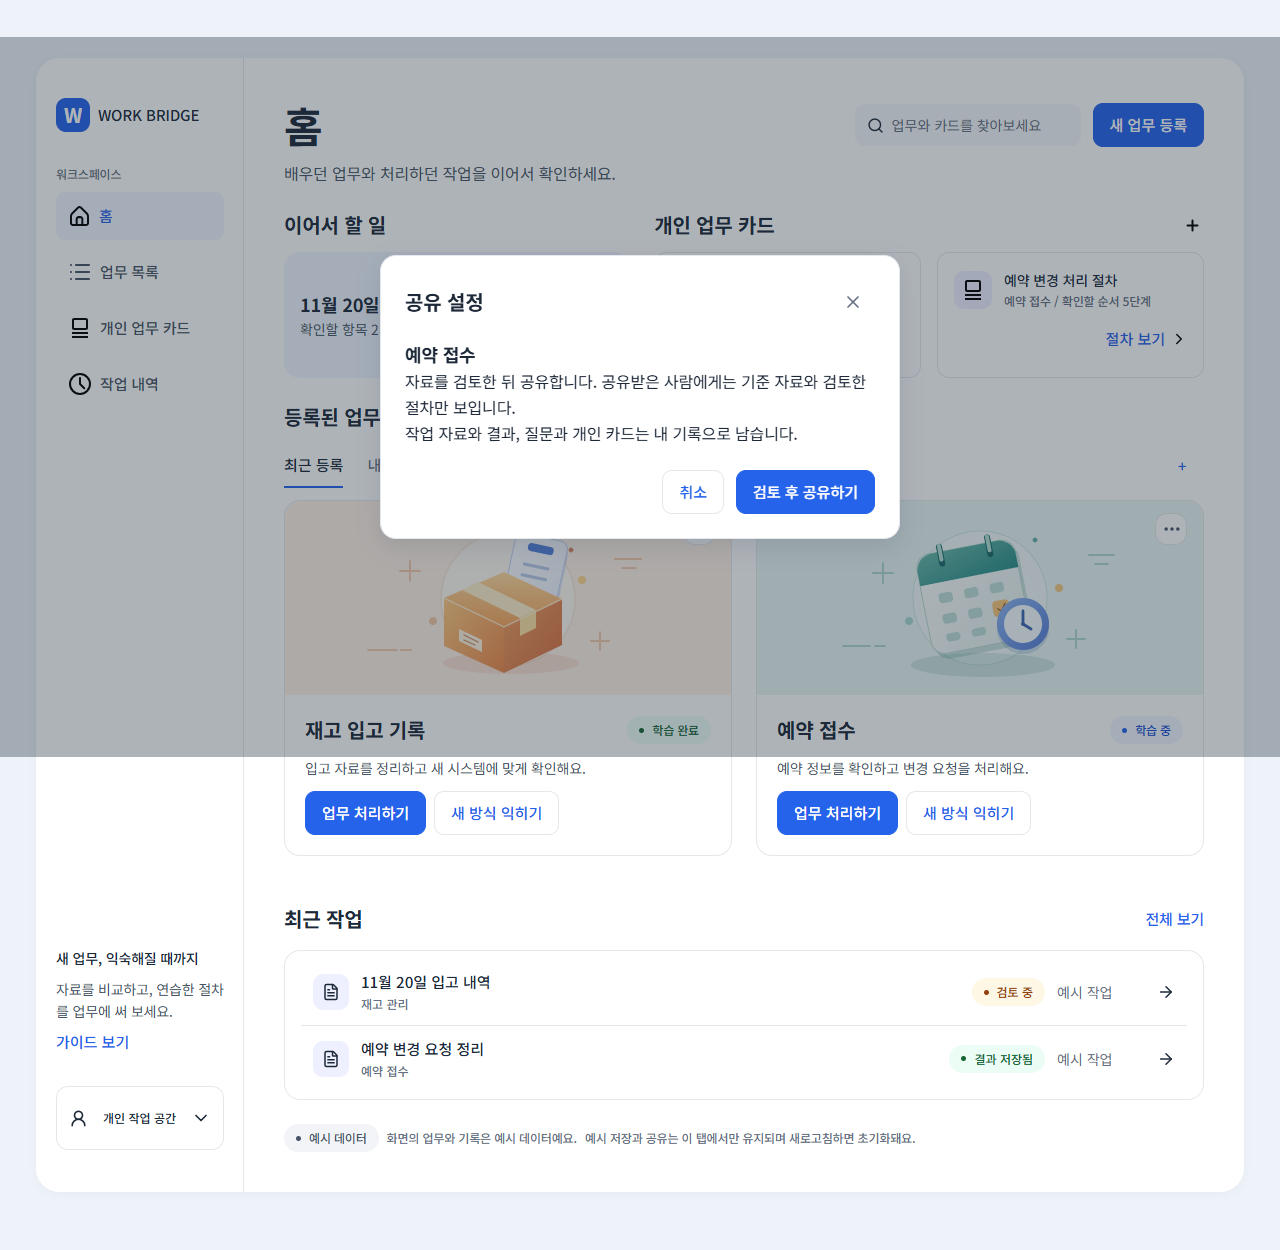 W WORK BRIDGE
워크스페이스
홈
업무 목록
개인 업무 카드
작업 내역
새 업무, 익숙해질 때까지
자료를 비교하고, 연습한 절차
를 업무에 써 보세요.
가이드 보기
개인 작업 공간
홈
업무와 카드를 찾아보세요
새 업무 등록
배우던 업무와 처리하던 작업을 이어서 확인하세요.
이어서 할 일
개인 업무 카드
+
11월 20일
확인할 항목 2
예약 변경 처리 절차
예약 접수 / 확인할 순서 5단계
절차 보기
공유 설정
예약 접수
자료를 검토한 뒤 공유합니다. 공유받은 사람에게는 기준 자료와 검토한
절차만 보입니다.
작업 자료와 결과, 질문과 개인 카드는 내 기록으로 남습니다.
취소
검토 후 공유하기
등록된 업무
최근 등록
내
+
재고 입고 기록
학습 완료
입고 자료를 정리하고 새 시스템에 맞게 확인해요.
업무 처리하기
새 방식 익히기
예약 접수
학습 중
예약 정보를 확인하고 변경 요청을 처리해요.
업무 처리하기
새 방식 익히기
최근 작업
전체 보기
11월 20일 입고 내역
재고 관리
검토 중
예시 작업
예약 변경 요청 정리
예약 접수
결과 저장됨
예시 작업
예시 데이터
화면의 업무와 기록은 예시 데이터예요. 예시 저장과 공유는 이 탭에서만 유지되며 새로고침하면 초기화돼요.